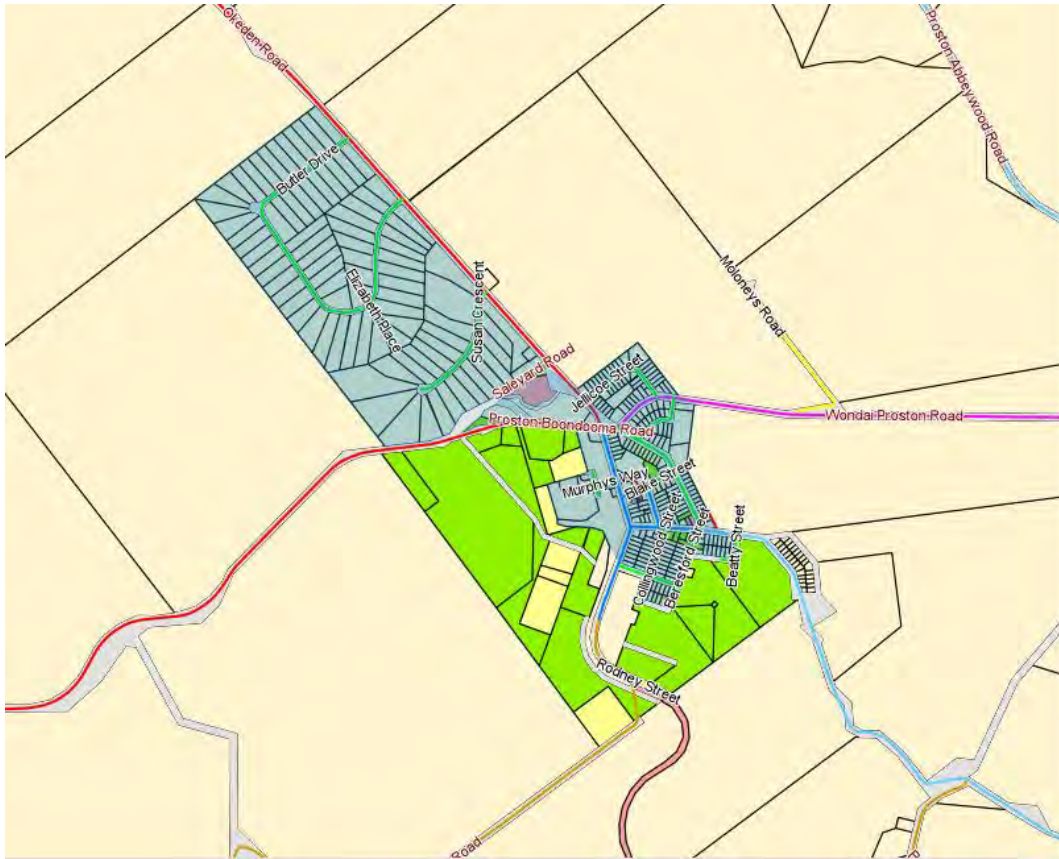 Okeden Road
Proston Abbeywood Road
Butler Drive
Elizabeth Place
Susan Crescent
Moloneys Road
Saleyard Road
Jellicoe Street
Wondai Proston Road
Proston Boondooma Road
Murphys Way
Blake Street
Collingwood Street
Beresford Street
Beatty Street
Rodney Street
Road